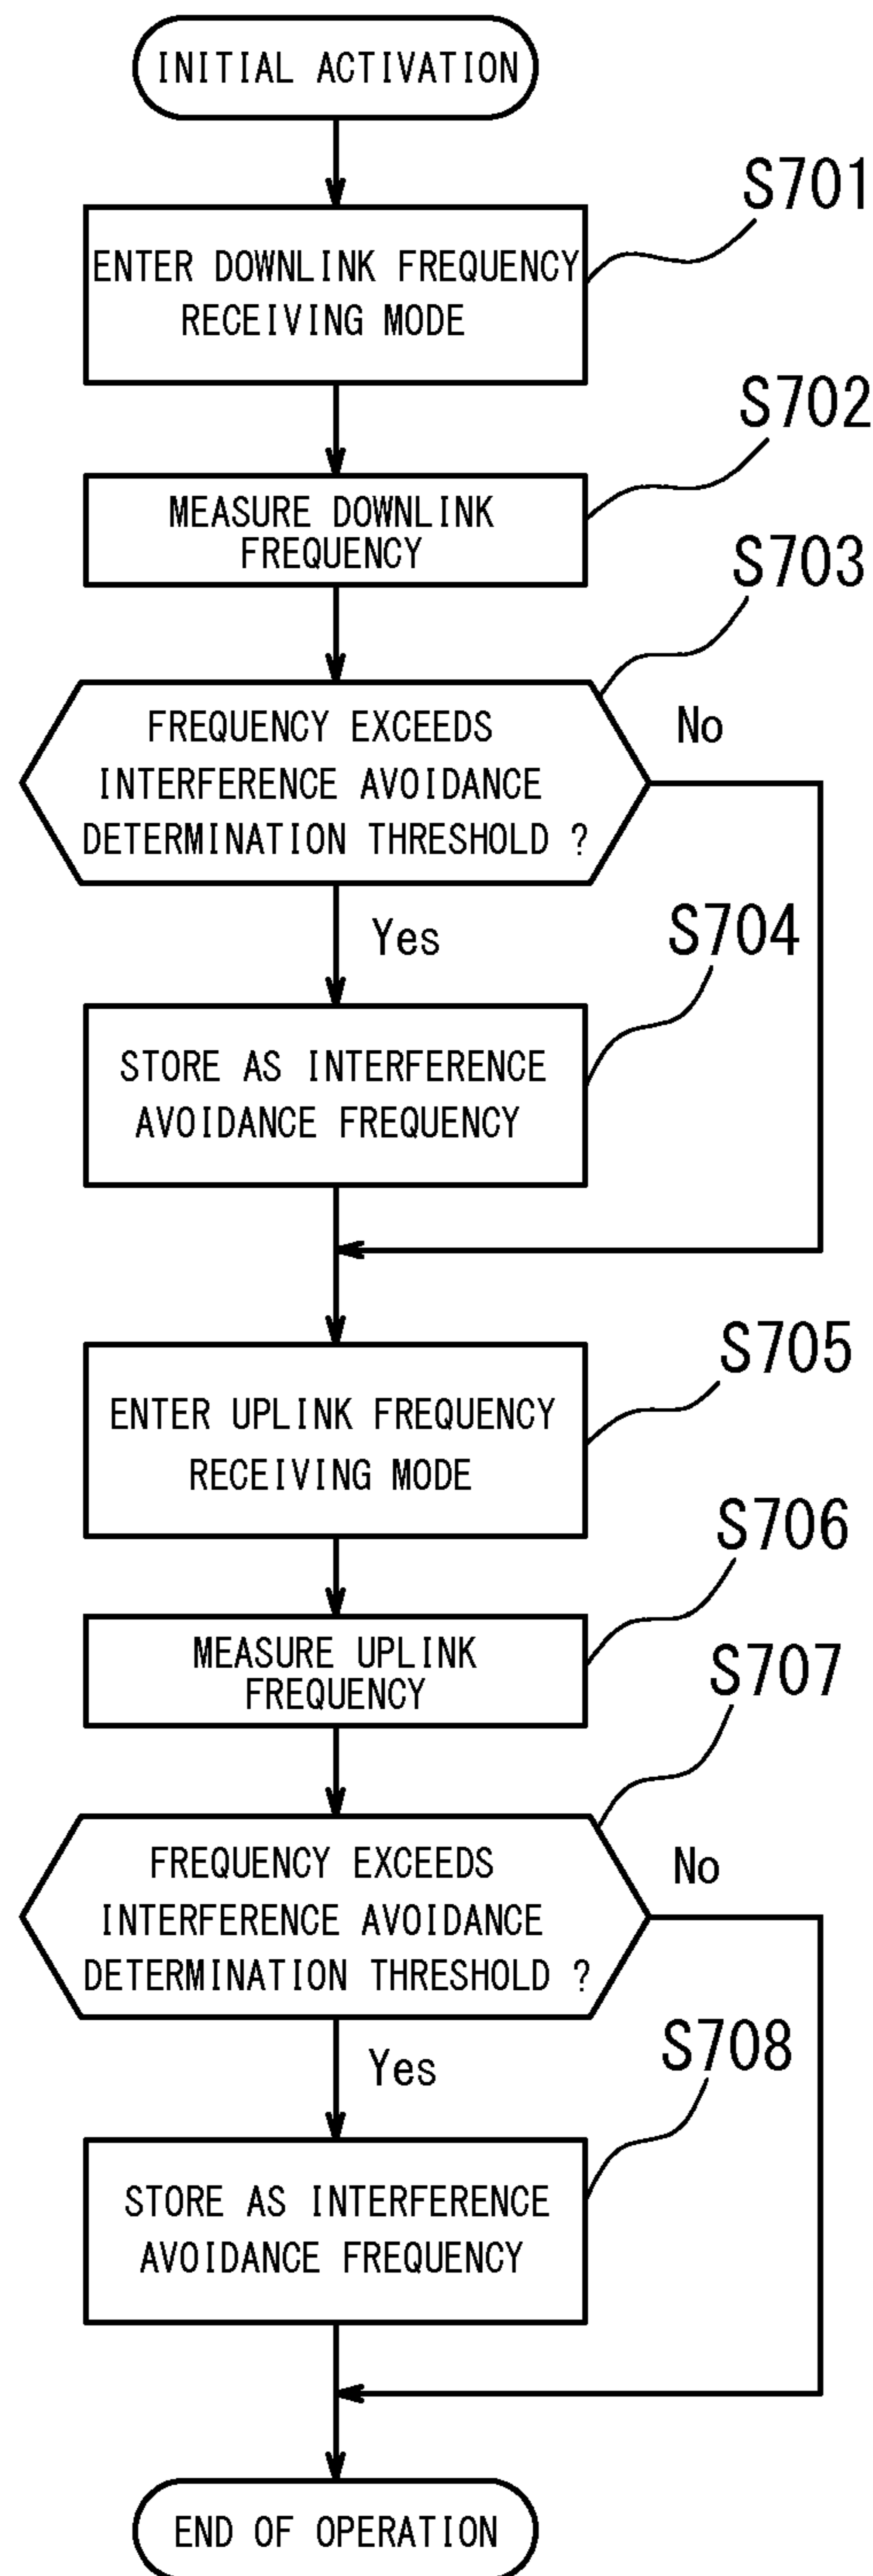 INITIAL ACTIVATION
S701
ENTER DOWNLINK FREQUENCY
RECEIVING MODE
S702
MEASURE DOWNLINK
FREQUENCY
S703
FREQUENCY EXCEEDS
INTERFERENCE AVOIDANCE
DETERMINATION THRESHOLD ?
No
Yes
S704
STORE AS INTERFERENCE
AVOIDANCE FREQUENCY
S705
ENTER UPLINK FREQUENCY
RECEIVING MODE
S706
MEASURE UPLINK
FREQUENCY
S707
FREQUENCY EXCEEDS
INTERFERENCE AVOIDANCE
DETERMINATION THRESHOLD ?
No
Yes
S708
STORE AS INTERFERENCE
AVOIDANCE FREQUENCY
END OF OPERATION